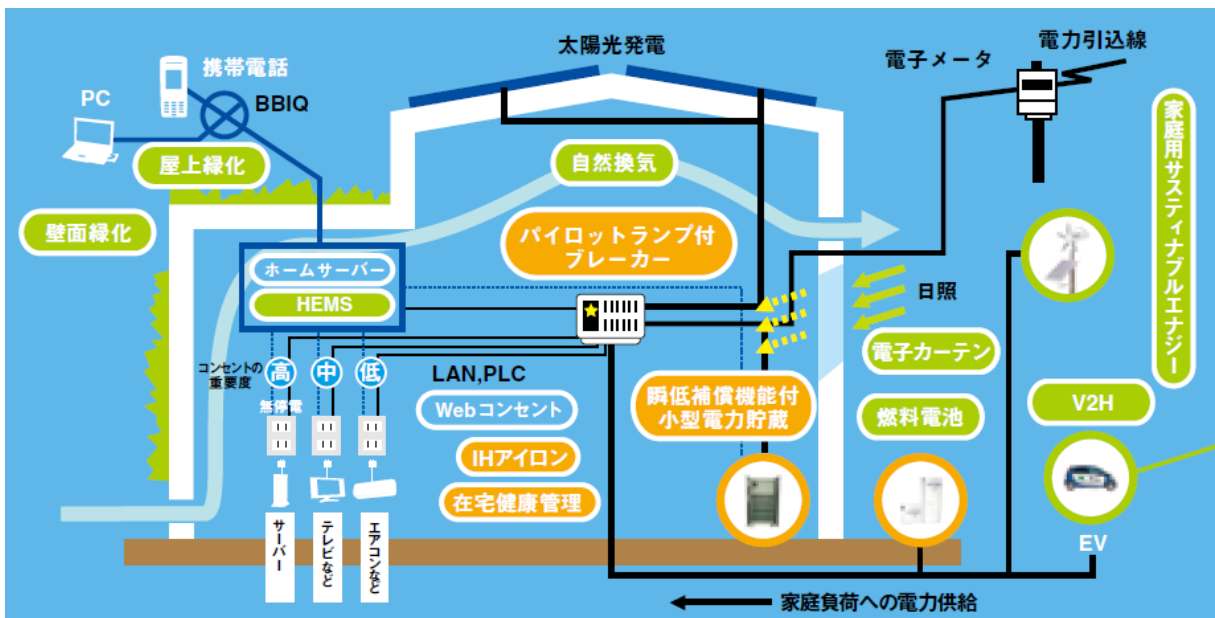 太陽光発電
電力引込線
電子メータ
携帯電話
PC
BBIQ
屋上緑化
壁面緑化
自然換気
家庭用サスティナブルエナジー
パイロットランプ付
ブレーカー
ホームサーバー
HEMS
日照
コンセントの
重要度
高
中
低
LAN,PLC
電子カーテン
無停電
Webコンセント
瞬低補償機能付
小型電力貯蔵
燃料電池
V2H
IHアイロン
在宅健康管理
サーバー
テレビなど
エアコンなど
EV
家庭負荷への電力供給